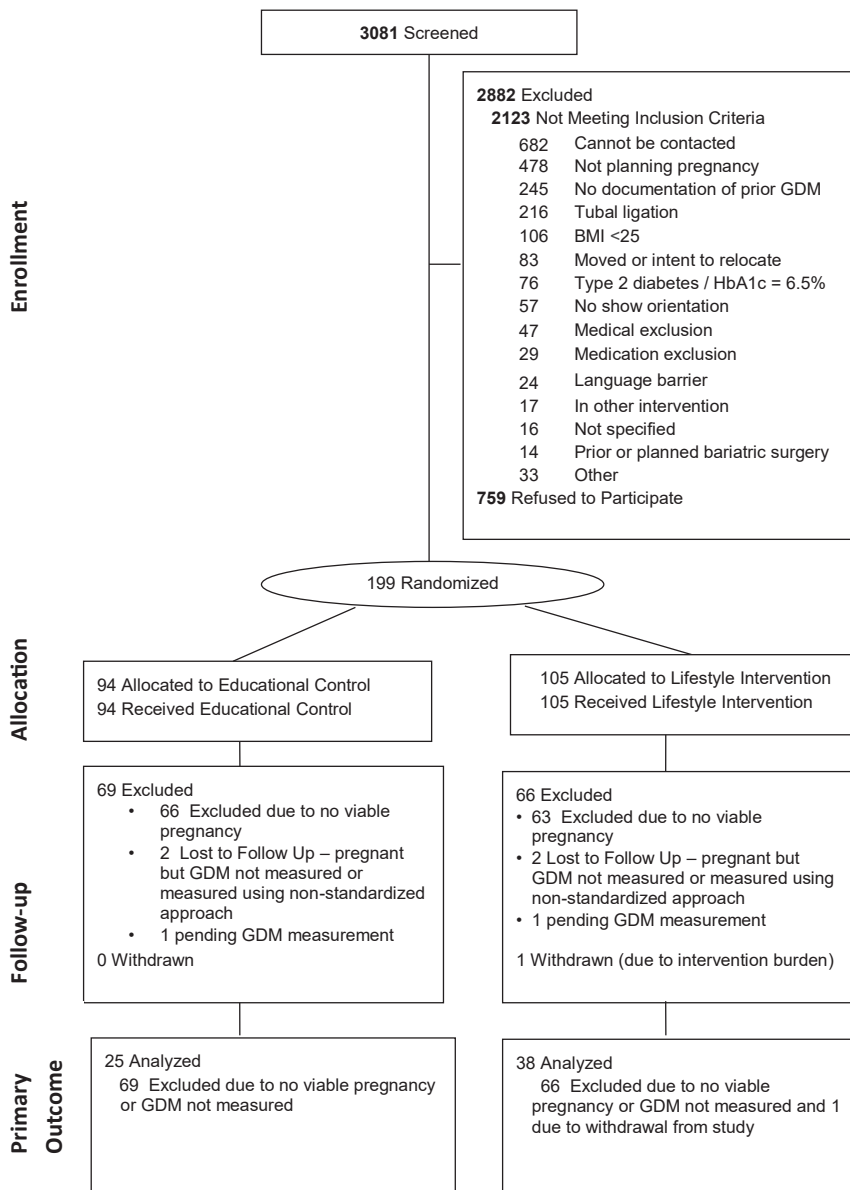 3081 Screened
2882 Excluded
2123 Not Meeting Inclusion Criteria
682 Cannot be contacted
478 Not planning pregnancy
245 No documentation of prior GDM
216 Tubal ligation
106 BMI <25
83 Moved or intent to relocate
76 Type 2 diabetes / HbA1c = 6.5%
57 No show orientation
47 Medical exclusion
29 Medication exclusion
24 Language barrier
17 In other intervention
16 Not specified
14 Prior or planned bariatric surgery
33 Other
759 Refused to Participate
Enrollment
199 Randomized
Allocation
94 Allocated to Educational Control
94 Received Educational Control
105 Allocated to Lifestyle Intervention
105 Received Lifestyle Intervention
Follow-up
69 Excluded
• 66 Excluded due to no viable
pregnancy
• 2 Lost to Follow Up – pregnant
but GDM not measured or
measured using non-standardized
approach
• 1 pending GDM measurement
0 Withdrawn
66 Excluded
• 63 Excluded due to no viable
pregnancy
• 2 Lost to Follow Up – pregnant but
GDM not measured or measured using
non-standardized approach
• 1 pending GDM measurement
1 Withdrawn (due to intervention burden)
Primary
Outcome
25 Analyzed
69 Excluded due to no viable pregnancy
or GDM not measured
38 Analyzed
66 Excluded due to no viable
pregnancy or GDM not measured and 1
due to withdrawal from study